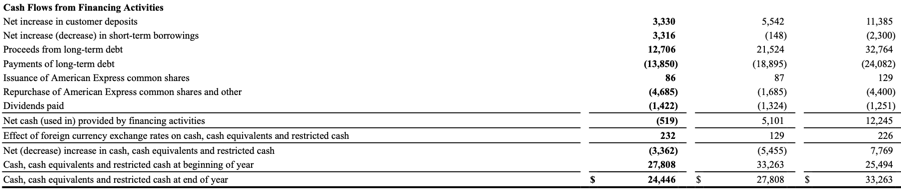 Cash Flows from Financing Activities
Net increase in customer deposits 3,330 5,542 11,385
Net increase (decrease) in short-term borrowings 3,316 (148) (2,300)
Proceeds from long-term debt 12,706 21,524 32,764
Payments of long-term debt (13,850) (18,895) (24,082)
Issuance of American Express common shares 86 87 129
Repurchase of American Express common shares and other (4,685) (1,685) (4,400)
Dividends paid (1,422) (1,324) (1,251)
Net cash (used in) provided by financing activities (519) 5,101 12,245
Effect of foreign currency exchange rates on cash, cash equivalents and restricted cash 232 129 226
Net (decrease) increase in cash, cash equivalents and restricted cash (3,362) (5,455) 7,769
Cash, cash equivalents and restricted cash at beginning of year 27,808 33,263 25,494
Cash, cash equivalents and restricted cash at end of year $ 24,446 $ 27,808 $ 33,263